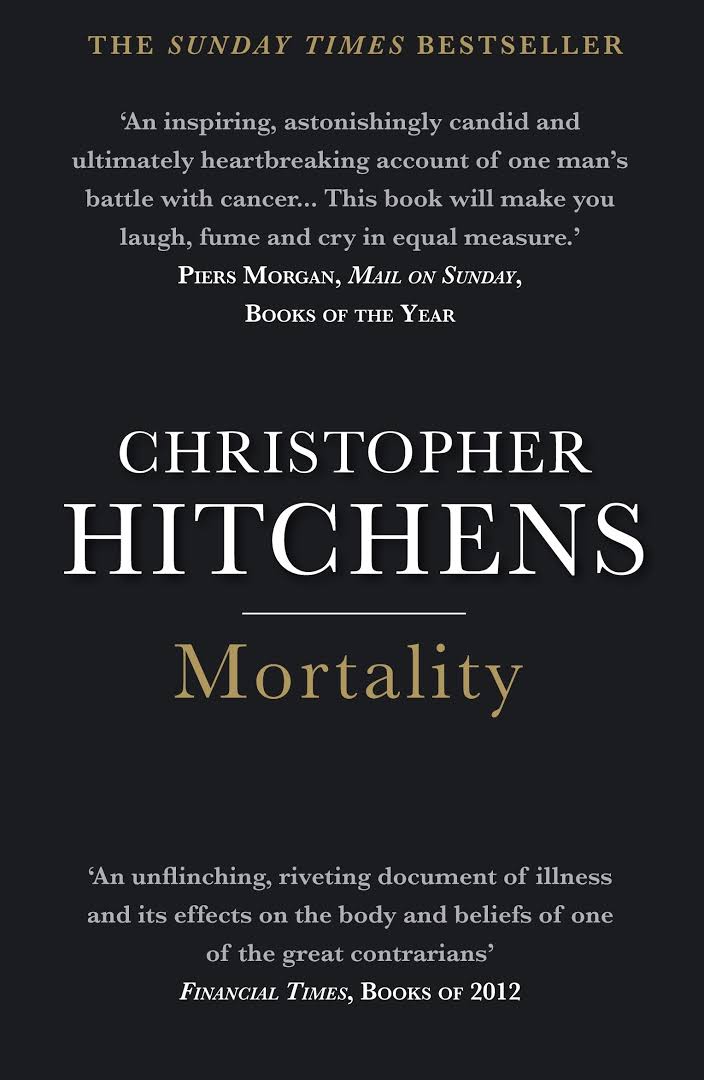 THE SUNDAY TIMES BESTSELLER
‘An inspiring, astonishingly candid and
ultimately heartbreaking account of one man’s
battle with cancer... This book will make you
laugh, fume and cry in equal measure.’
Piers Morgan, Mail on Sunday,
Books of the Year
CHRISTOPHER
HITCHENS
Mortality
‘An unflinching, riveting document of illness
and its effects on the body and beliefs of one
of the great contrarians’
Financial Times, Books of 2012